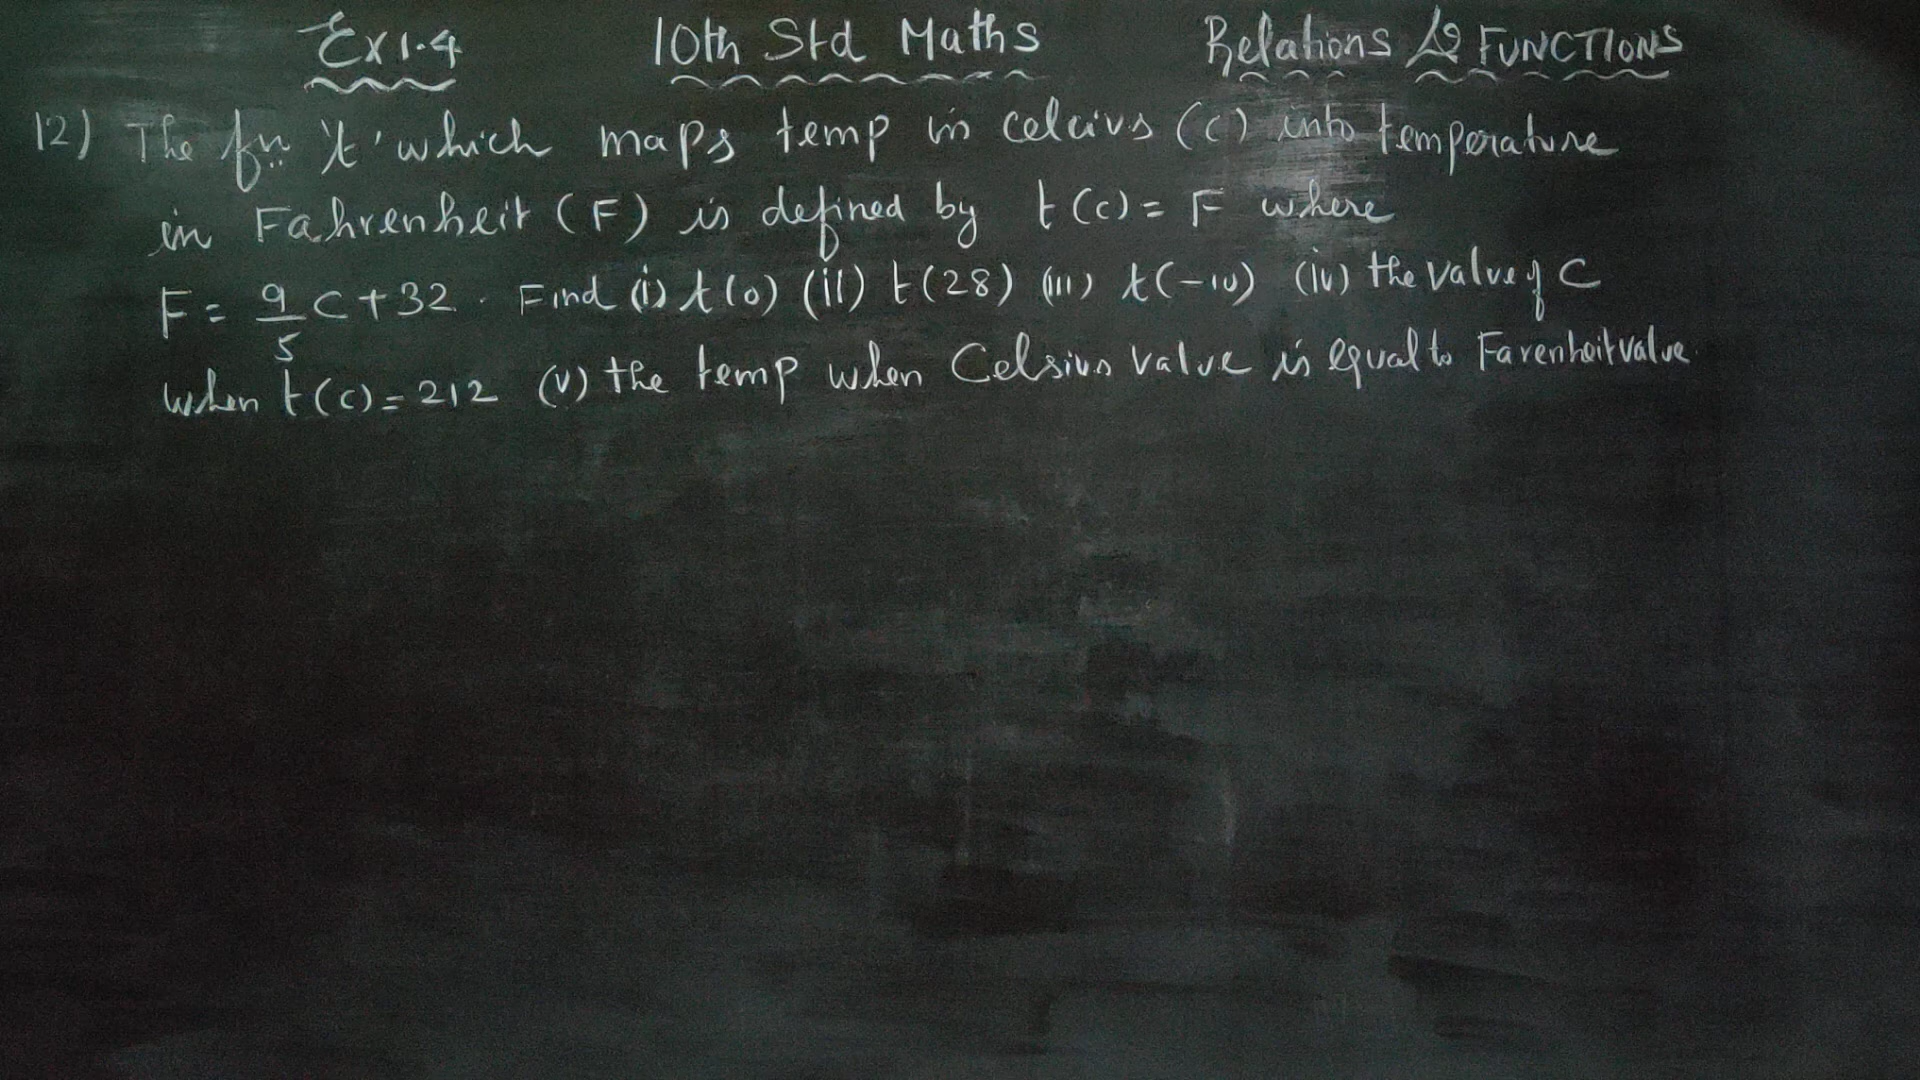 Ex 1.4 10th Std Maths Relations & FUNCTIONS
12) The fn 't' which maps temp in celcius (C) into temperature
in Fahrenheit (F) is defined by t(c) = F where
F = 9/5 C + 32. Find (i) t(0) (ii) t(28) (iii) t(-10) (iv) the value of C
when t(c) = 212 (v) the temp when Celsius value is equal to Farenheit value.